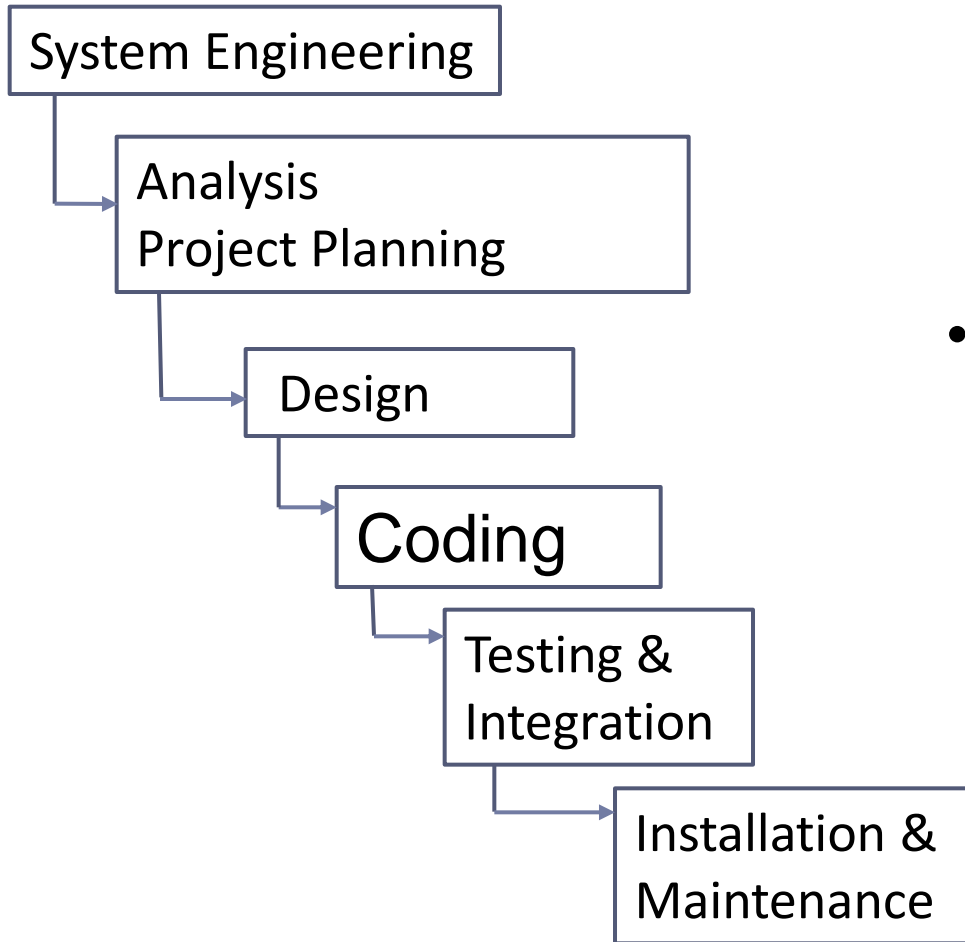 System Engineering
Analysis
Project Planning
•
Design
Coding
Testing &
Integration
Installation &
Maintenance